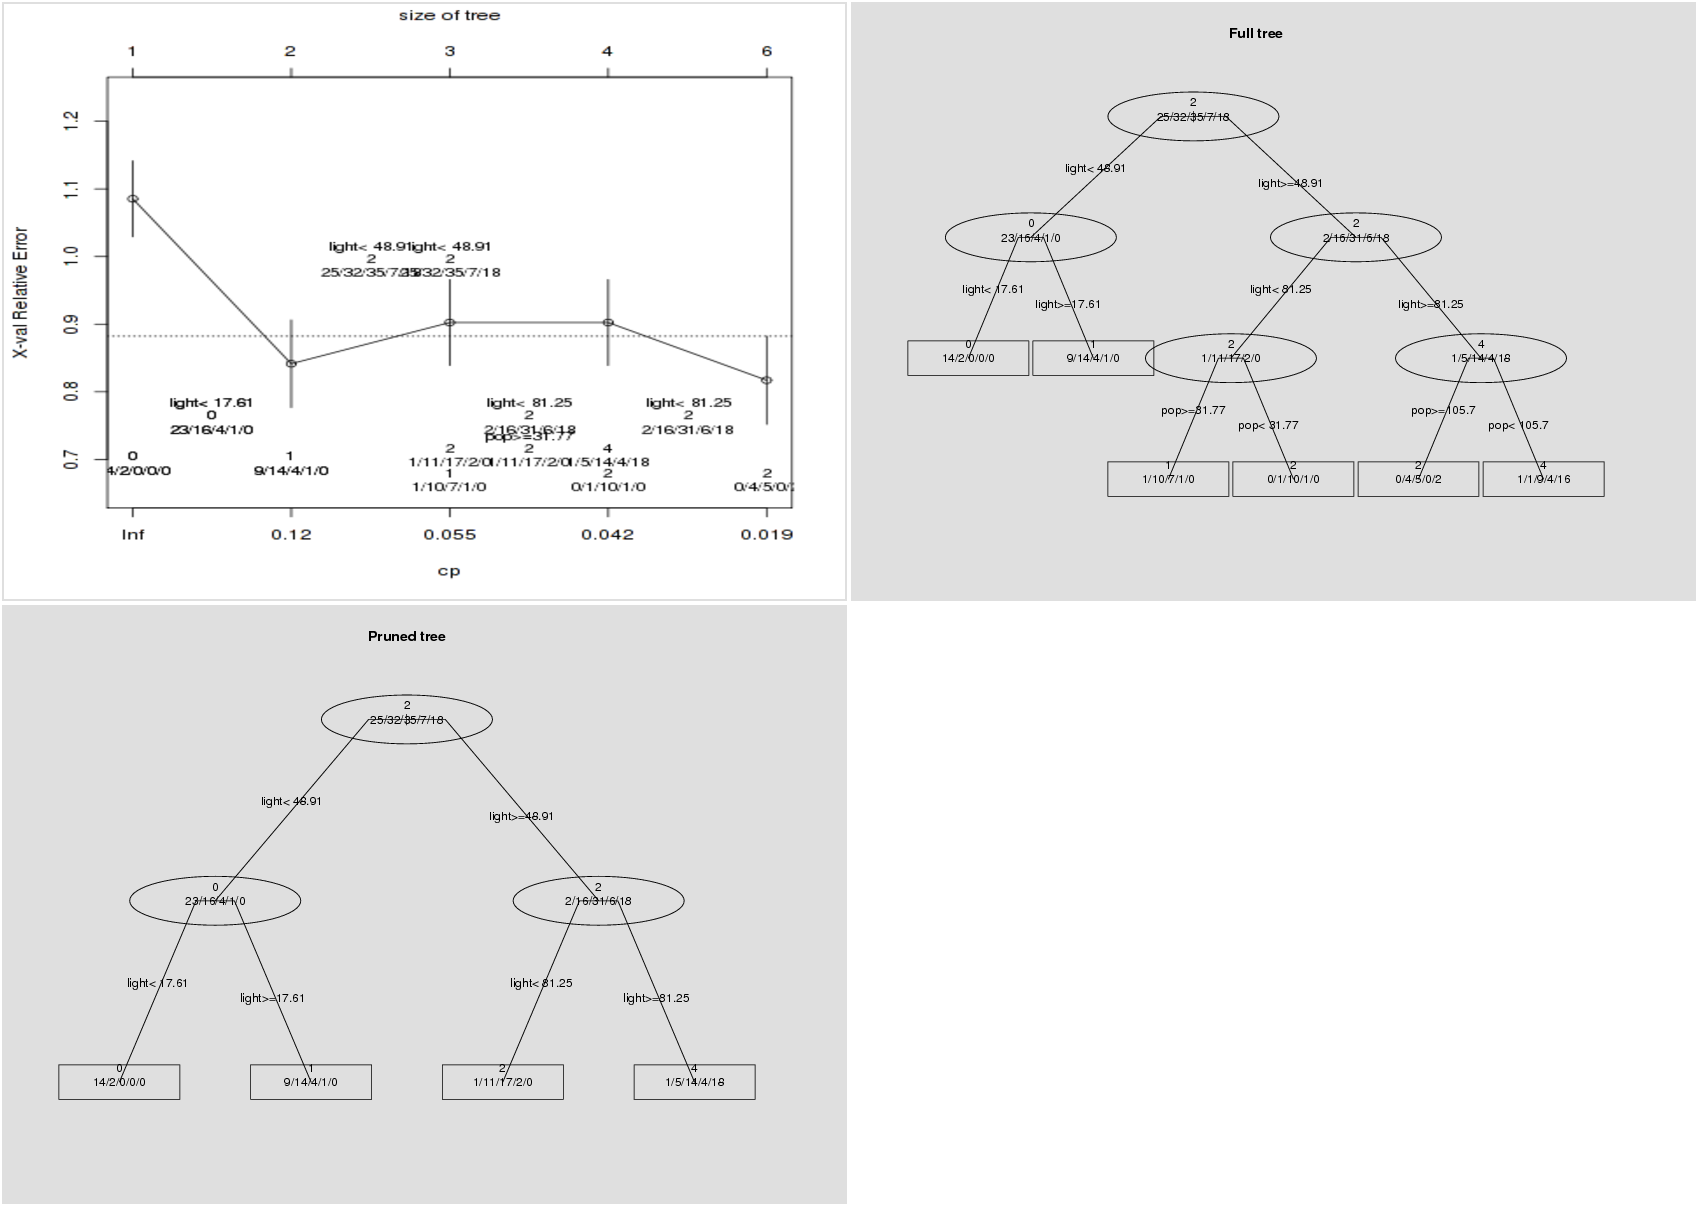 size of tree
1 2 3 4 6
X-val Relative Error
1.2
1.1
1.0
0.9
0.8
0.7
light< 48.91 light< 48.91
2 2
25/32/35/7/18 25/32/35/7/18
light< 17.61 light< 81.25 light< 81.25
0 2 2
23/16/4/1/0 2/16/31/6/18 2/16/31/6/18
pop>=31.77
0 1 2 2 4
4/2/0/0/0 9/14/4/1/0 1/11/17/2/0 1/11/17/2/0 1/5/14/4/18
1 2 2
1/10/7/1/0 0/1/10/1/0 0/4/5/0/
Inf 0.12 0.055 0.042 0.019
cp
Full tree
2
25/32/35/7/18
light< 48.91
light>=48.91
0 2
23/16/4/1/0 2/16/31/6/18
light< 17.61 light< 81.25
light>=17.61 light>=81.25
0 1 2 4
14/2/0/0/0 9/14/4/1/0 1/11/17/2/0 1/5/14/4/18
pop>=31.77 pop>=105.7
pop< 31.77 pop< 105.7
1 2 2 4
1/10/7/1/0 0/1/10/1/0 0/4/5/0/2 1/1/9/4/16
Pruned tree
2
25/32/35/7/18
light< 48.91
light>=48.91
0 2
23/16/4/1/0 2/16/31/6/18
light< 17.61 light< 81.25
light>=17.61 light>=81.25
0 1 2 4
14/2/0/0/0 9/14/4/1/0 1/11/17/2/0 1/5/14/4/18